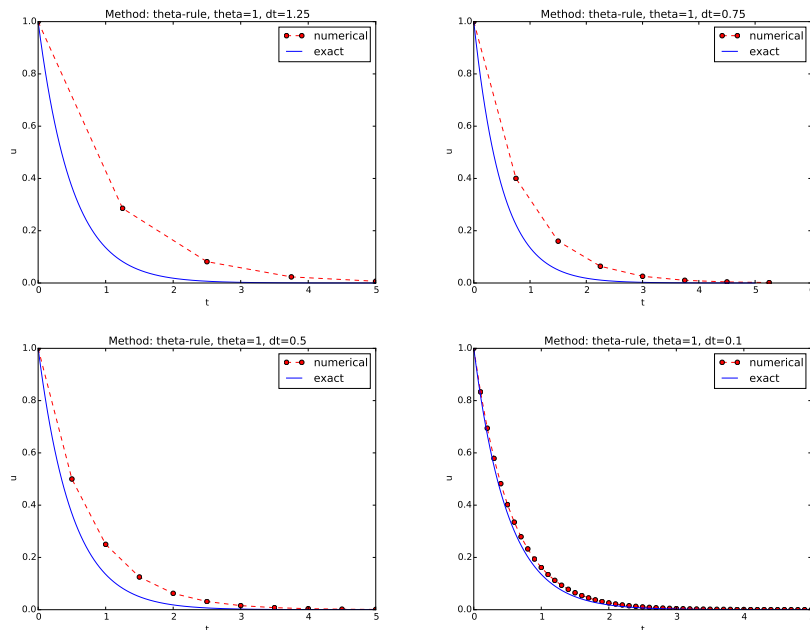 Method: theta-rule, theta=1, dt=1.25
numerical
exact
1.0
0.8
0.6
0.4
0.2
0.0
u
0 1 2 3 4 5
t
Method: theta-rule, theta=1, dt=0.75
numerical
exact
1.0
0.8
0.6
0.4
0.2
0.0
u
0 1 2 3 4 5
t
Method: theta-rule, theta=1, dt=0.5
numerical
exact
1.0
0.8
0.6
0.4
0.2
0.0
u
0 1 2 3 4 5
t
Method: theta-rule, theta=1, dt=0.1
numerical
exact
1.0
0.8
0.6
0.4
0.2
0.0
u
0 1 2 3 4
t